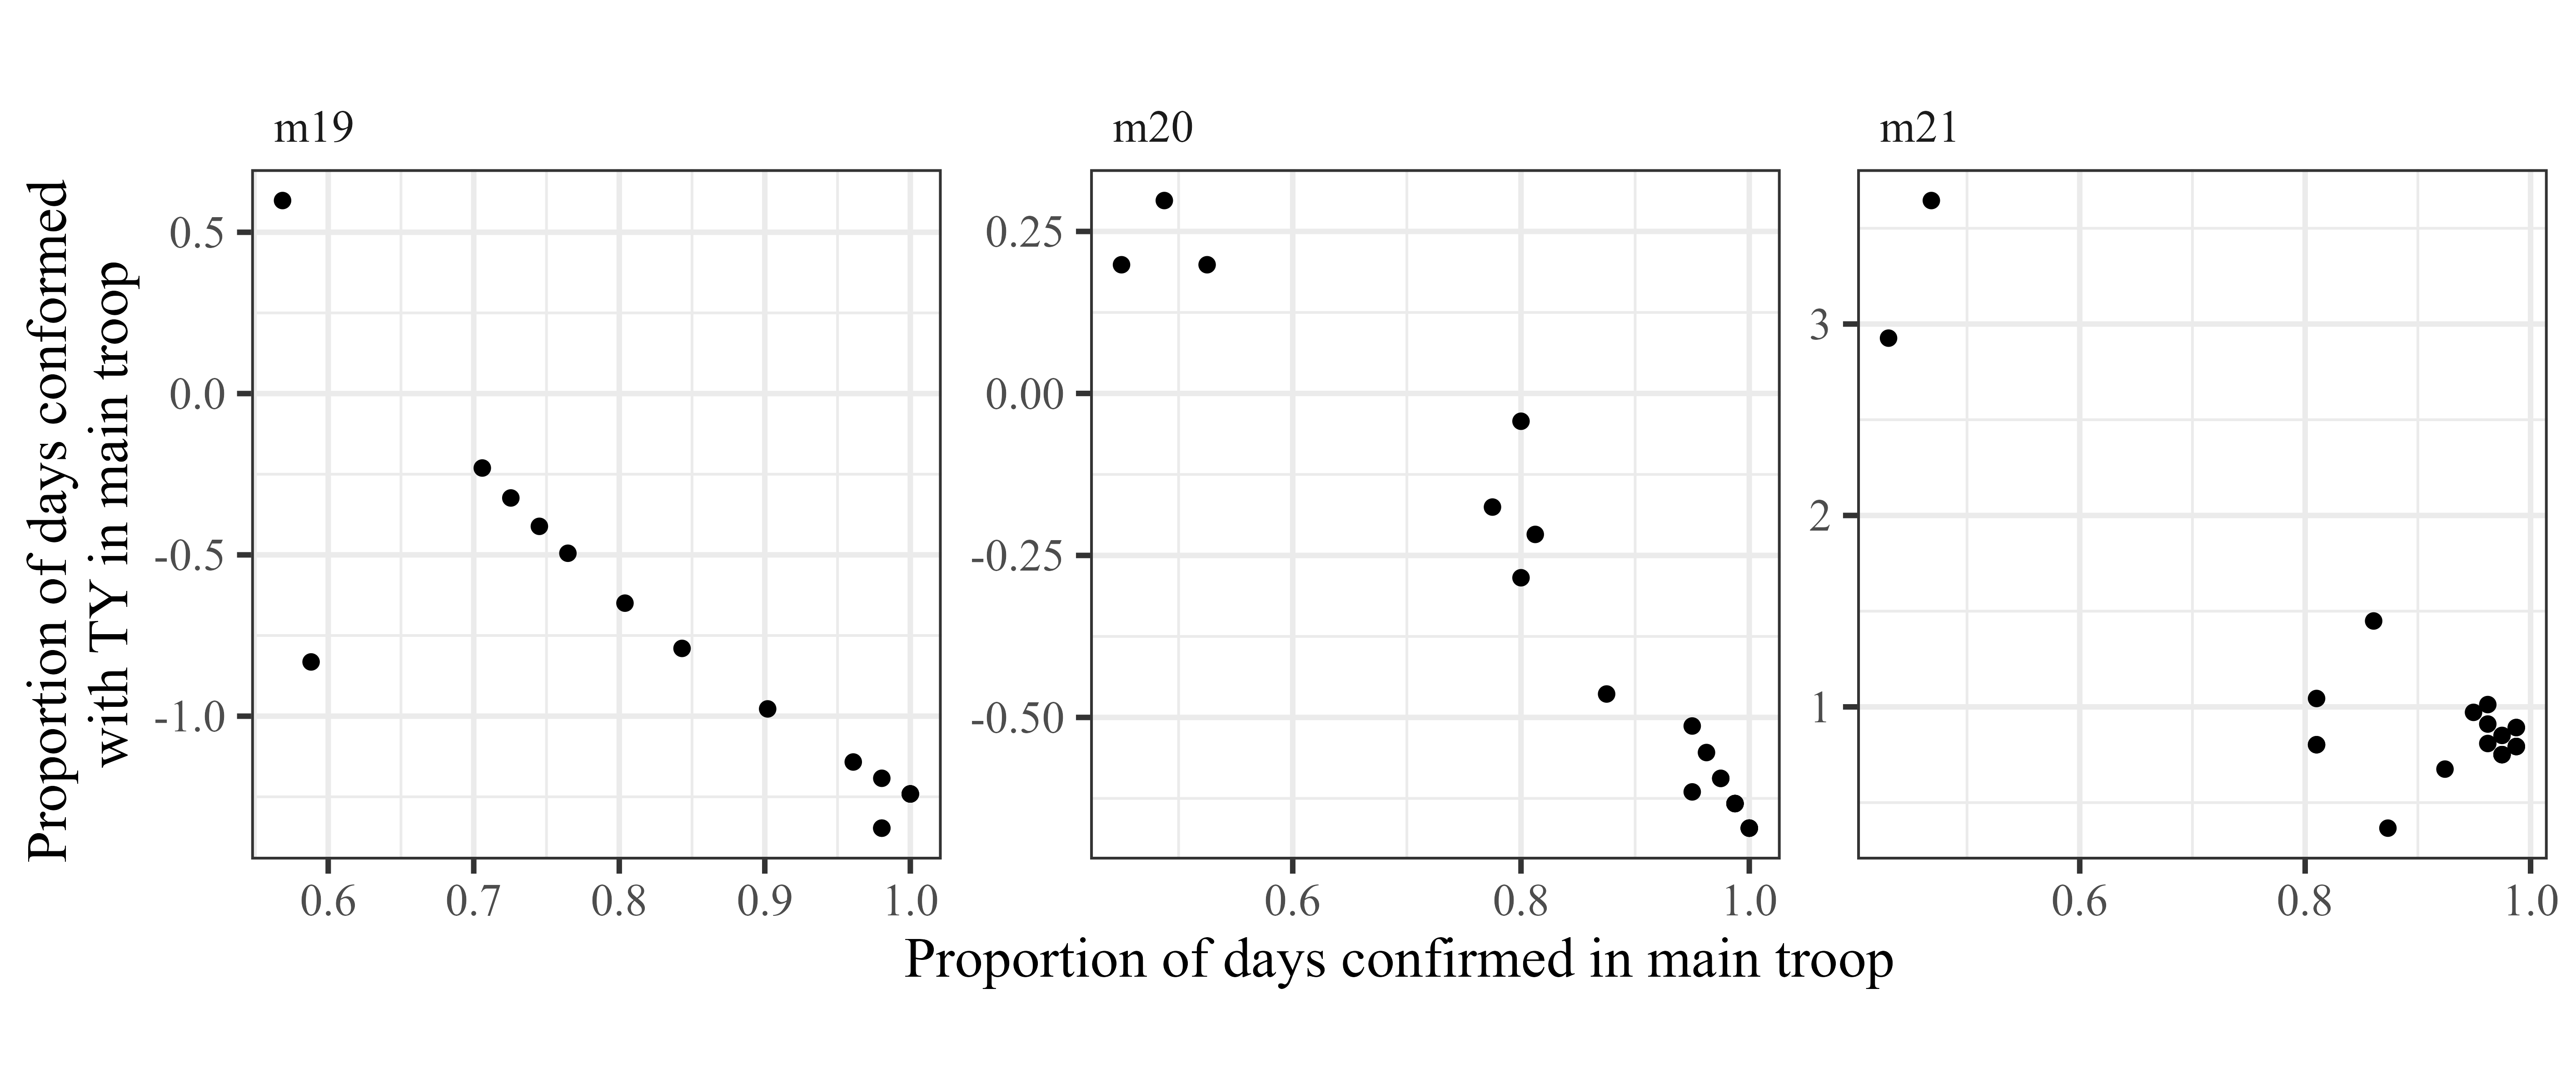 m19
m20
m21
Proportion of days conformed
with TY in main troop
0.5
0.0
-0.5
-1.0
0.25
0.00
-0.25
-0.50
3
2
1
0.6 0.7 0.8 0.9 1.0
0.6 0.8 1.0
0.6 0.8 1.0
Proportion of days confirmed in main troop